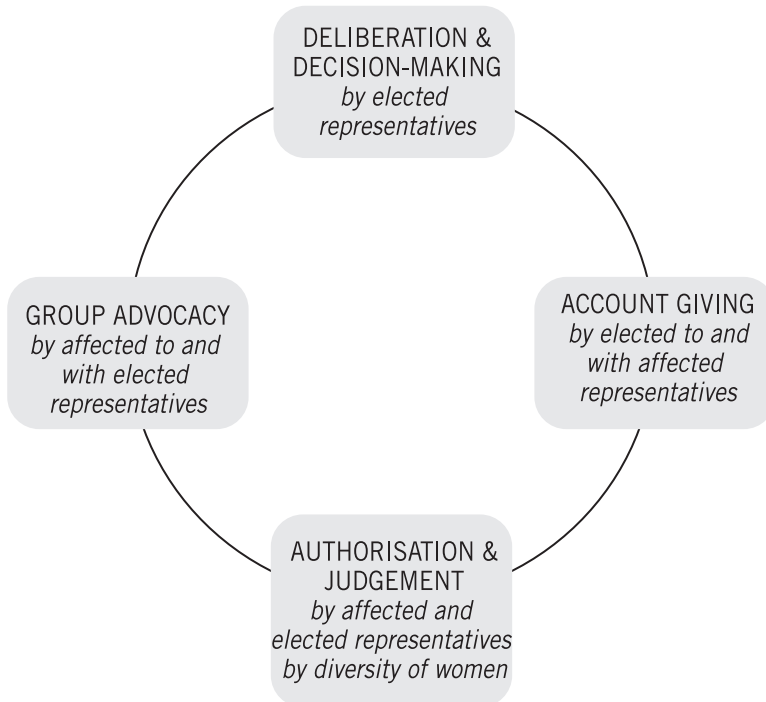 DELIBERATION &
DECISION-MAKING
by elected
representatives
GROUP ADVOCACY
by affected to and
with elected
representatives
ACCOUNT GIVING
by elected to and
with affected
representatives
AUTHORISATION &
JUDGEMENT
by affected and
elected representatives
by diversity of women